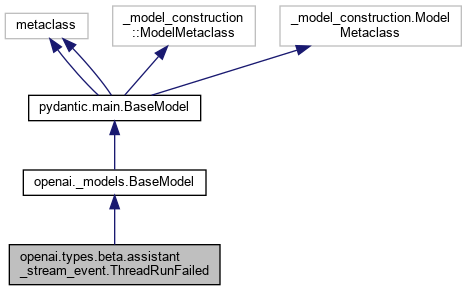 metaclass
_model_construction
::ModelMetaclass
_model_construction.Model
Metaclass
pydantic.main.BaseModel
openai._models.BaseModel
openai.types.beta.assistant
_stream_event.ThreadRunFailed